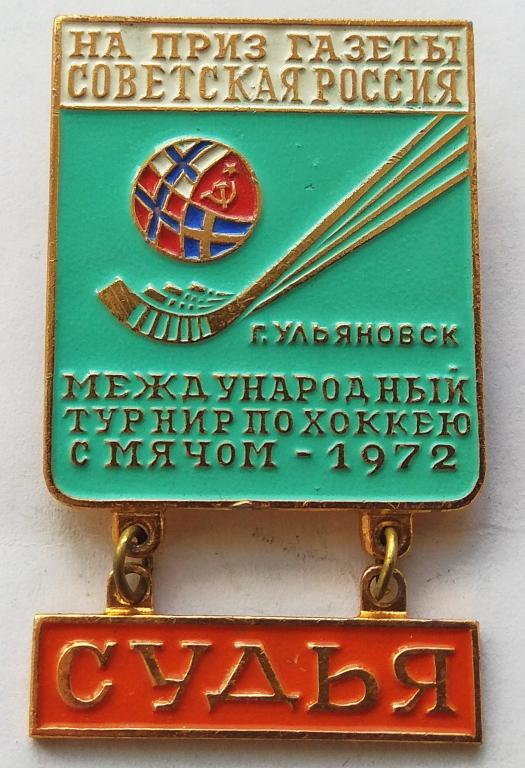 НА ПРИЗ ГАЗЕТЫ
СОВЕТСКАЯ РОССИЯ
Г. УЛЬЯНОВСК
МЕЖДУНАРОДНЫЙ
ТУРНИР ПО ХОККЕЮ
С МЯЧОМ - 1972
СУДЬЯ